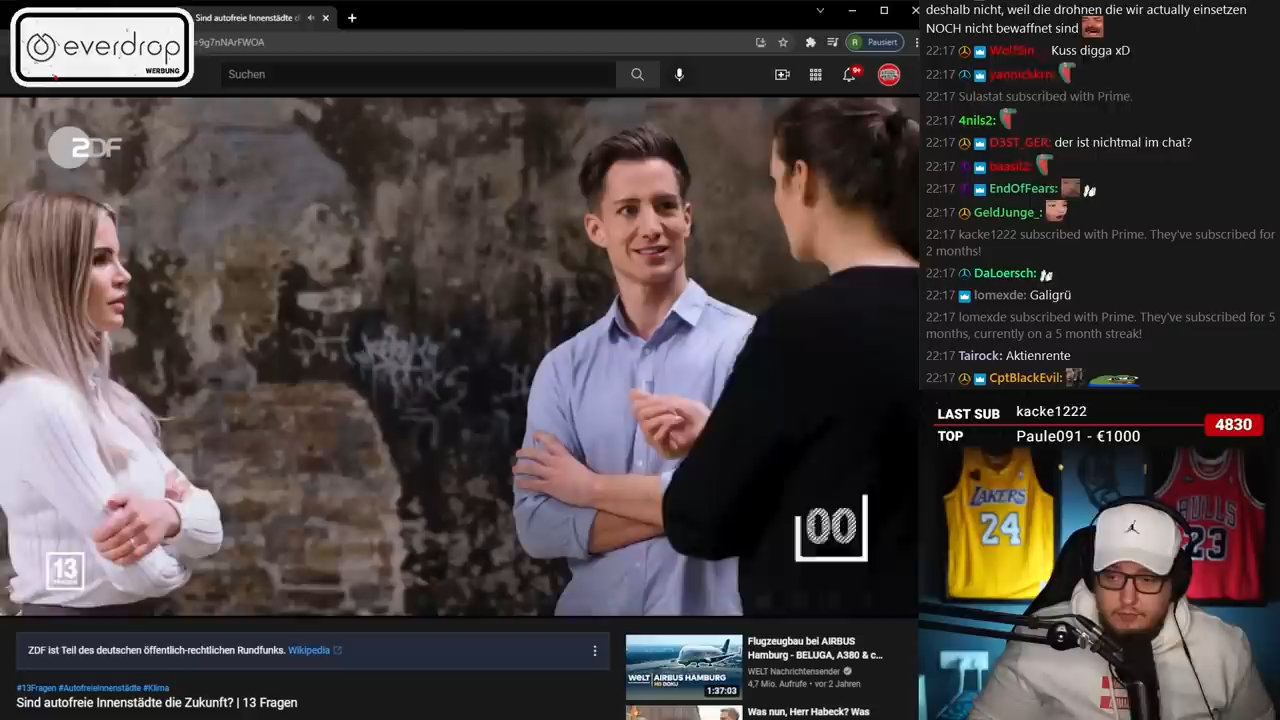 everdrop
WERBUNG
Sind autofreie Innenstädte d
=9g7nNArFWOA
R Pausiert
Suchen
9+
ZDF
00
13
ZDF ist Teil des deutschen öffentlich-rechtlichen Rundfunks. Wikipedia
#13Fragen #AutofreieInnenstädte #Klima
Sind autofreie Innenstädte die Zukunft? | 13 Fragen
WELT AIRBUS HAMBURG
DOKU
1:37:03
Flugzeugbau bei AIRBUS
Hamburg - BELUGA, A380 & c...
WELT Nachrichtensender
4,7 Mio. Aufrufe • vor 2 Jahren
Was nun, Herr Habeck? Was
deshalb nicht, weil die drohnen die wir actually einsetzen
NOCH nicht bewaffnet sind
22:17 WolfSin__ Kuss digga xD
22:17 yannickkrn:
22:17 Sulastat subscribed with Prime.
22:17 4nils2:
22:17 D3ST_GER: der ist nichtmal im chat?
22:17 baasil2:
22:17 EndOfFears:
22:17 GeldJunge_:
22:17 kacke1222 subscribed with Prime. They've subscribed for
2 months!
22:17 DaLoersch:
22:17 lomexde: Galigrü
22:17 lomexde subscribed with Prime. They've subscribed for 5
months, currently on a 5 month streak!
22:17 Tairock: Aktienrente
22:17 CptBlackEvil:
LAST SUB kacke1222
4830
TOP Paule091 - €1000
LAKERS
24
BULLS
23